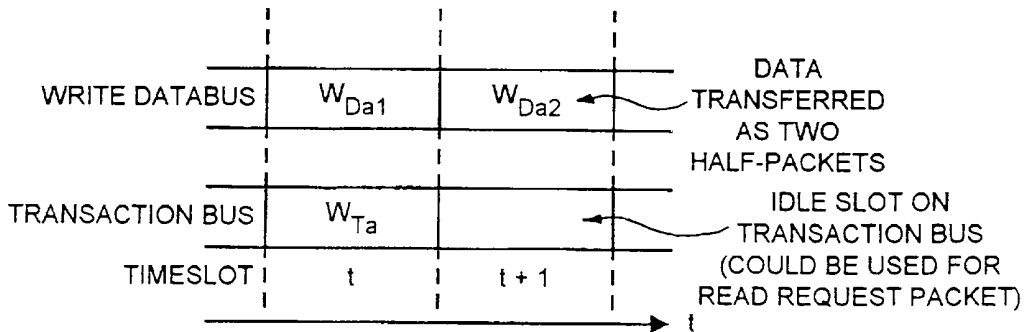 WRITE DATABUS
W_Da1
W_Da2
DATA
TRANSFERRED
AS TWO
HALF-PACKETS
TRANSACTION BUS
W_Ta
IDLE SLOT ON
TRANSACTION BUS
(COULD BE USED FOR
READ REQUEST PACKET)
TIMESLOT
t
t + 1
t